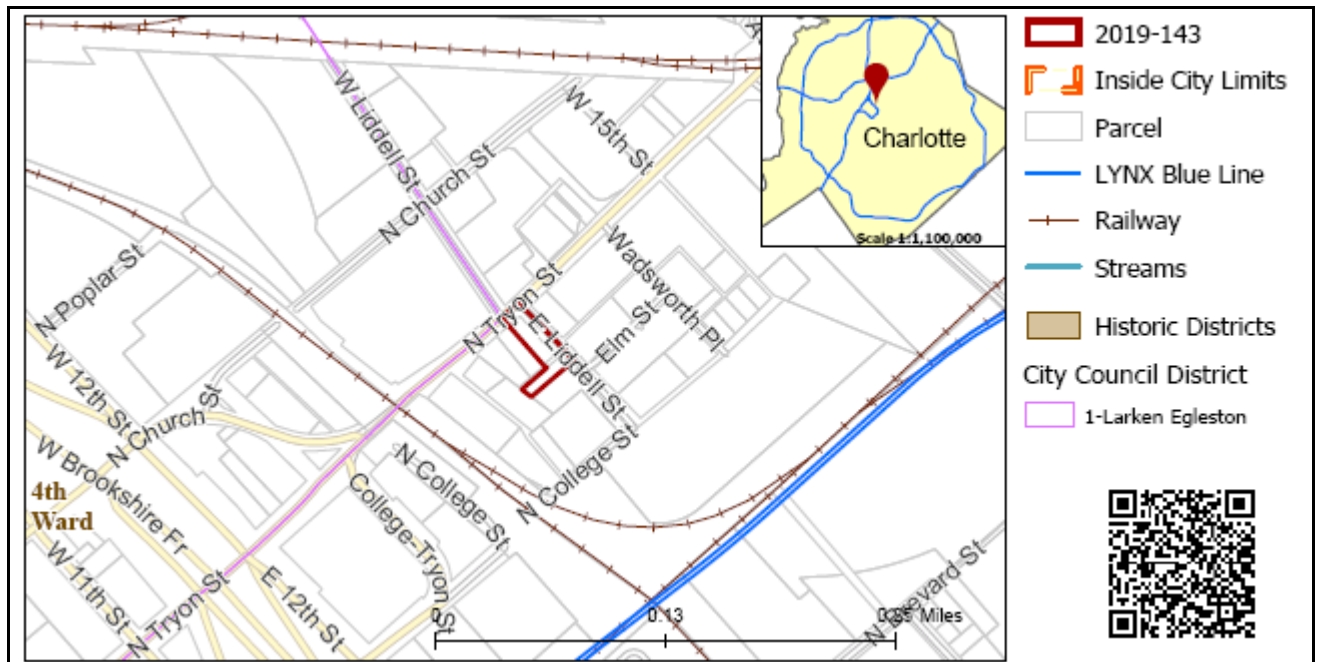 W Liddell St
W 15th St
N Church St
N Tryon St
Wadsworth Pl
Elm St
E Liddell St
N Poplar St
W 12th St
N Church St
W Brookshire Fr
4th
Ward
W 11th St
N Tryon St
E 12th St
College-Tryon St
N College St
N College St
N Brevard St
0
0.13
Miles
Charlotte
Scale 1:1,100,000
2019-143
Inside City Limits
Parcel
LYNX Blue Line
Railway
Streams
Historic Districts
City Council District
1-Larken Egleston